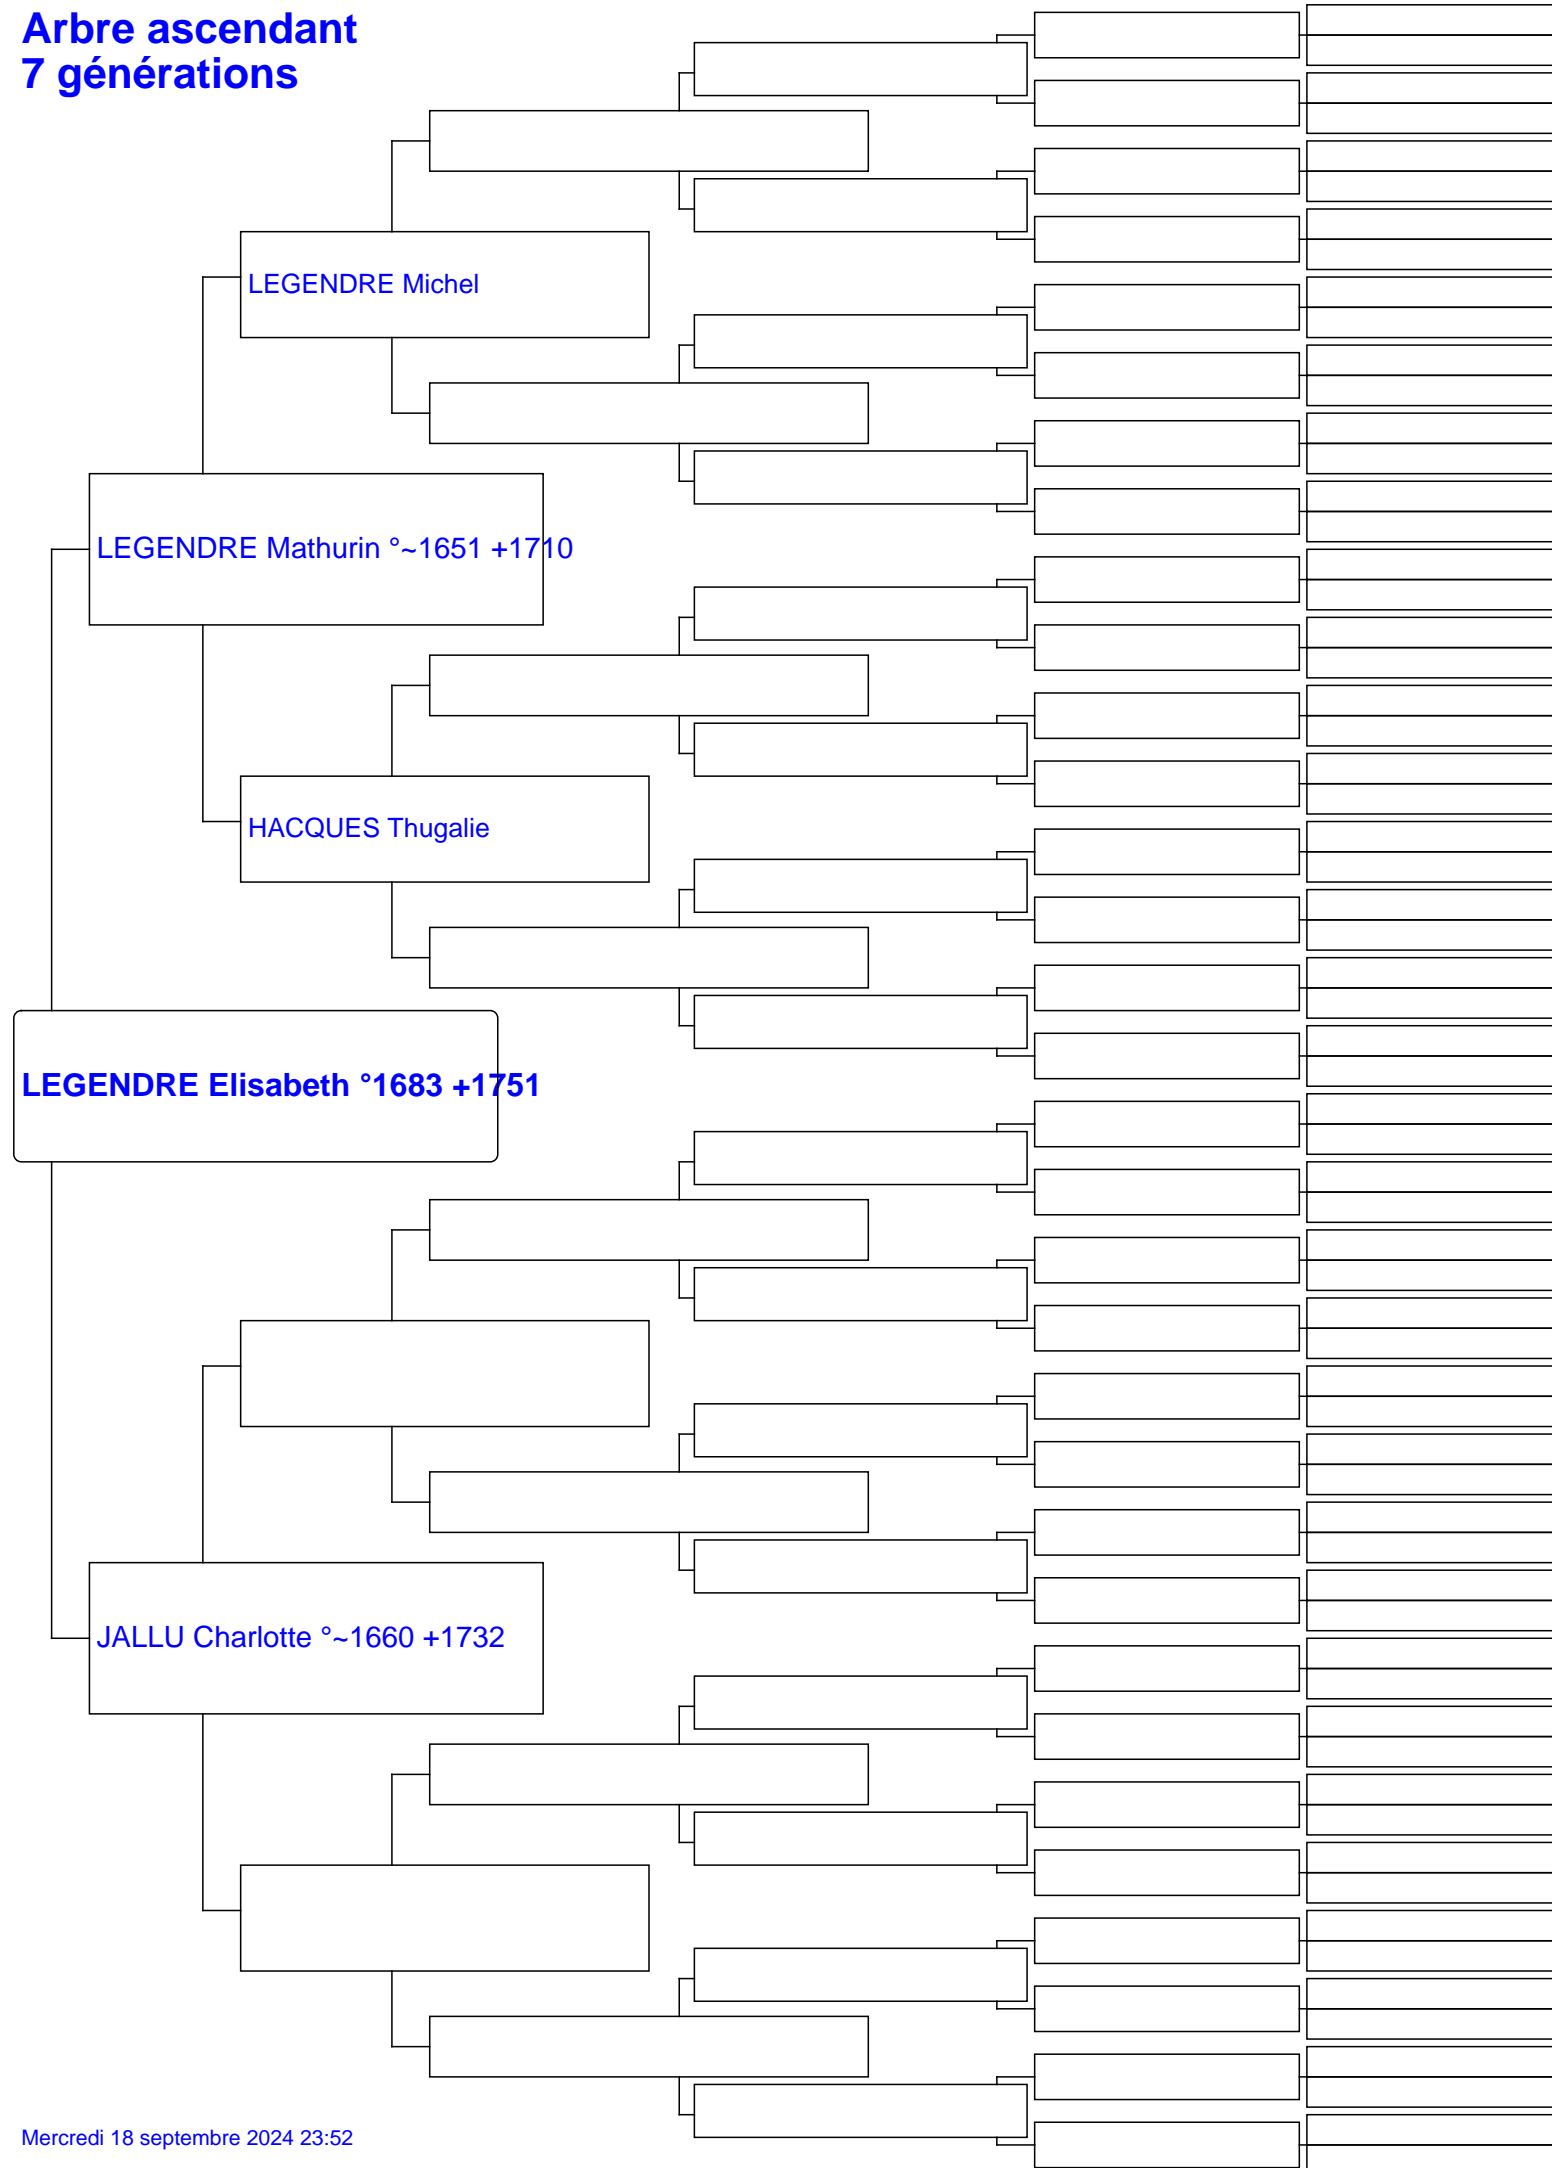 Arbre ascendant
7 générations
LEGENDRE Michel
LEGENDRE Mathurin °~1651 +1710
HACQUES Thugalie
LEGENDRE Elisabeth °1683 +1751
JALLU Charlotte °~1660 +1732
Mercredi 18 septembre 2024 23:52